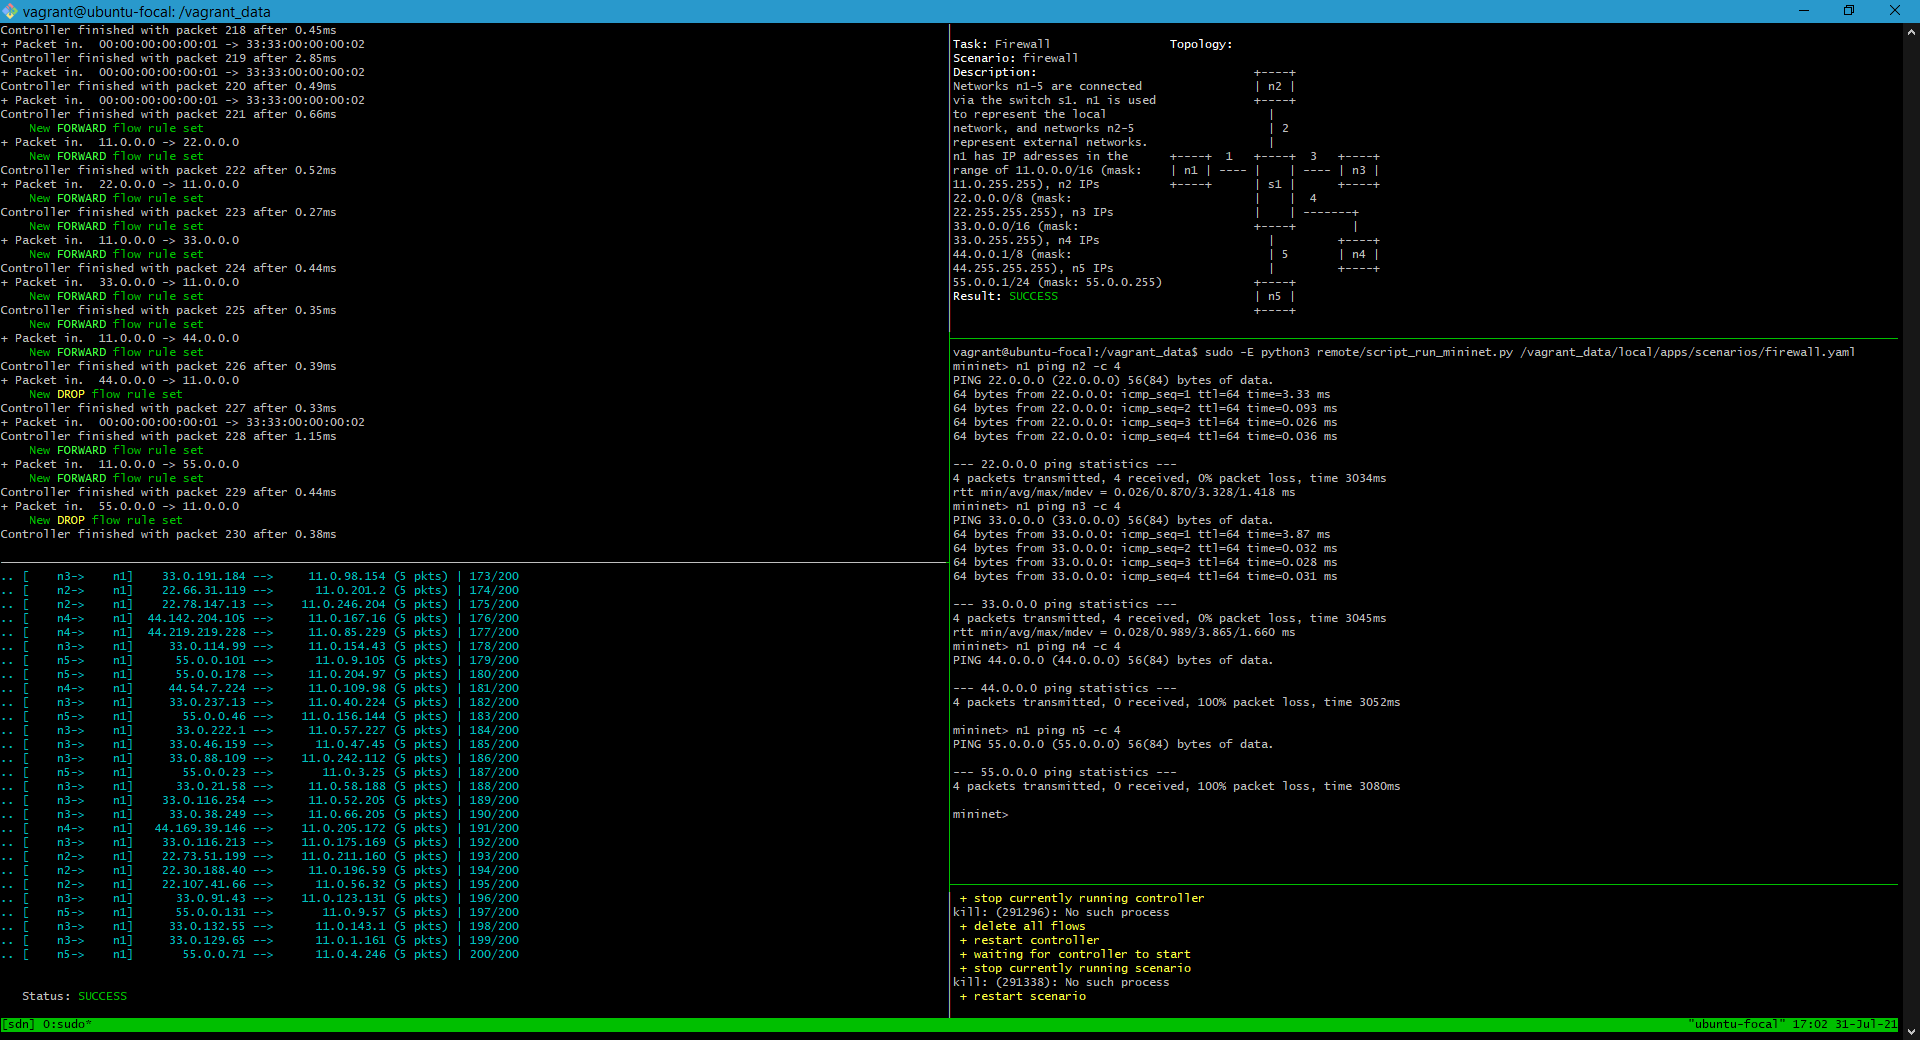 vagrant@ubuntu-focal: /vagrant_data
Controller finished with packet 218 after 0.45ms
+ Packet in.  00:00:00:00:00:01 -> 33:33:00:00:00:02
Controller finished with packet 219 after 2.85ms
+ Packet in.  00:00:00:00:00:01 -> 33:33:00:00:00:02
Controller finished with packet 220 after 0.49ms
+ Packet in.  00:00:00:00:00:01 -> 33:33:00:00:00:02
Controller finished with packet 221 after 0.66ms
    New FORWARD flow rule set
+ Packet in.  11.0.0.0 -> 22.0.0.0
    New FORWARD flow rule set
Controller finished with packet 222 after 0.52ms
+ Packet in.  22.0.0.0 -> 11.0.0.0
    New FORWARD flow rule set
Controller finished with packet 223 after 0.27ms
    New FORWARD flow rule set
+ Packet in.  11.0.0.0 -> 33.0.0.0
    New FORWARD flow rule set
Controller finished with packet 224 after 0.44ms
+ Packet in.  33.0.0.0 -> 11.0.0.0
    New FORWARD flow rule set
Controller finished with packet 225 after 0.35ms
    New FORWARD flow rule set
+ Packet in.  11.0.0.0 -> 44.0.0.0
    New FORWARD flow rule set
Controller finished with packet 226 after 0.39ms
+ Packet in.  44.0.0.0 -> 11.0.0.0
    New DROP flow rule set
Controller finished with packet 227 after 0.33ms
+ Packet in.  00:00:00:00:00:01 -> 33:33:00:00:00:02
Controller finished with packet 228 after 1.15ms
    New FORWARD flow rule set
+ Packet in.  11.0.0.0 -> 55.0.0.0
    New FORWARD flow rule set
Controller finished with packet 229 after 0.44ms
+ Packet in.  55.0.0.0 -> 11.0.0.0
    New DROP flow rule set
Controller finished with packet 230 after 0.38ms
.. [    n3->    n1]    33.0.191.184 -->     11.0.98.154 (5 pkts) | 173/200
.. [    n2->    n1]    22.66.31.119 -->      11.0.201.2 (5 pkts) | 174/200
.. [    n2->    n1]    22.78.147.13 -->    11.0.246.204 (5 pkts) | 175/200
.. [    n4->    n1]  44.142.204.105 -->     11.0.167.16 (5 pkts) | 176/200
.. [    n4->    n1]  44.219.219.228 -->     11.0.85.229 (5 pkts) | 177/200
.. [    n3->    n1]     33.0.114.99 -->     11.0.154.43 (5 pkts) | 178/200
.. [    n5->    n1]      55.0.0.101 -->      11.0.9.105 (5 pkts) | 179/200
.. [    n5->    n1]      55.0.0.178 -->     11.0.204.97 (5 pkts) | 180/200
.. [    n4->    n1]     44.54.7.224 -->     11.0.109.98 (5 pkts) | 181/200
.. [    n3->    n1]     33.0.237.13 -->     11.0.40.224 (5 pkts) | 182/200
.. [    n5->    n1]       55.0.0.46 -->    11.0.156.144 (5 pkts) | 183/200
.. [    n3->    n1]      33.0.222.1 -->     11.0.57.227 (5 pkts) | 184/200
.. [    n3->    n1]     33.0.46.159 -->      11.0.47.45 (5 pkts) | 185/200
.. [    n3->    n1]     33.0.88.109 -->    11.0.242.112 (5 pkts) | 186/200
.. [    n5->    n1]       55.0.0.23 -->       11.0.3.25 (5 pkts) | 187/200
.. [    n3->    n1]      33.0.21.58 -->     11.0.58.188 (5 pkts) | 188/200
.. [    n3->    n1]    33.0.116.254 -->     11.0.52.205 (5 pkts) | 189/200
.. [    n3->    n1]     33.0.38.249 -->     11.0.66.205 (5 pkts) | 190/200
.. [    n4->    n1]   44.169.39.146 -->    11.0.205.172 (5 pkts) | 191/200
.. [    n3->    n1]    33.0.116.213 -->    11.0.175.169 (5 pkts) | 192/200
.. [    n2->    n1]    22.73.51.199 -->    11.0.211.160 (5 pkts) | 193/200
.. [    n2->    n1]    22.30.188.40 -->     11.0.196.59 (5 pkts) | 194/200
.. [    n2->    n1]    22.107.41.66 -->      11.0.56.32 (5 pkts) | 195/200
.. [    n3->    n1]      33.0.91.43 -->    11.0.123.131 (5 pkts) | 196/200
.. [    n5->    n1]      55.0.0.131 -->       11.0.9.57 (5 pkts) | 197/200
.. [    n3->    n1]     33.0.132.55 -->      11.0.143.1 (5 pkts) | 198/200
.. [    n3->    n1]     33.0.129.65 -->      11.0.1.161 (5 pkts) | 199/200
.. [    n5->    n1]       55.0.0.71 -->      11.0.4.246 (5 pkts) | 200/200
   Status: SUCCESS
Task: Firewall
Scenario: firewall
Description:
Networks n1-5 are connected
via the switch s1. n1 is used
to represent the local
network, and networks n2-5
represent external networks.
n1 has IP adresses in the
range of 11.0.0.0/16 (mask:
11.0.255.255), n2 IPs
22.0.0.0/8 (mask:
22.255.255.255), n3 IPs
33.0.0.0/16 (mask:
33.0.255.255), n4 IPs
44.0.0.1/8 (mask:
44.255.255.255), n5 IPs
55.0.0.1/24 (mask: 55.0.0.255)
Result: SUCCESS
Topology:
            +----+
            | n2 |
            +----+
              |
              | 2
              |
+----+  1   +----+  3   +----+
| n1 | ---- |    | ---- | n3 |
+----+      | s1 |      +----+
            |    |  4
            |    | -------+
            +----+        |
              |         +----+
              | 5       | n4 |
              |         +----+
            +----+
            | n5 |
            +----+
vagrant@ubuntu-focal:/vagrant_data$ sudo -E python3 remote/script_run_mininet.py /vagrant_data/local/apps/scenarios/firewall.yaml
mininet> n1 ping n2 -c 4
PING 22.0.0.0 (22.0.0.0) 56(84) bytes of data.
64 bytes from 22.0.0.0: icmp_seq=1 ttl=64 time=3.33 ms
64 bytes from 22.0.0.0: icmp_seq=2 ttl=64 time=0.093 ms
64 bytes from 22.0.0.0: icmp_seq=3 ttl=64 time=0.026 ms
64 bytes from 22.0.0.0: icmp_seq=4 ttl=64 time=0.036 ms
--- 22.0.0.0 ping statistics ---
4 packets transmitted, 4 received, 0% packet loss, time 3034ms
rtt min/avg/max/mdev = 0.026/0.870/3.328/1.418 ms
mininet> n1 ping n3 -c 4
PING 33.0.0.0 (33.0.0.0) 56(84) bytes of data.
64 bytes from 33.0.0.0: icmp_seq=1 ttl=64 time=3.87 ms
64 bytes from 33.0.0.0: icmp_seq=2 ttl=64 time=0.032 ms
64 bytes from 33.0.0.0: icmp_seq=3 ttl=64 time=0.028 ms
64 bytes from 33.0.0.0: icmp_seq=4 ttl=64 time=0.031 ms
--- 33.0.0.0 ping statistics ---
4 packets transmitted, 4 received, 0% packet loss, time 3045ms
rtt min/avg/max/mdev = 0.028/0.989/3.865/1.660 ms
mininet> n1 ping n4 -c 4
PING 44.0.0.0 (44.0.0.0) 56(84) bytes of data.
--- 44.0.0.0 ping statistics ---
4 packets transmitted, 0 received, 100% packet loss, time 3052ms
mininet> n1 ping n5 -c 4
PING 55.0.0.0 (55.0.0.0) 56(84) bytes of data.
--- 55.0.0.0 ping statistics ---
4 packets transmitted, 0 received, 100% packet loss, time 3080ms
mininet>
 + stop currently running controller
kill: (291296): No such process
 + delete all flows
 + restart controller
 + waiting for controller to start
 + stop currently running scenario
kill: (291338): No such process
 + restart scenario
[sdn] 0:sudo*
"ubuntu-focal" 17:02 31-Jul-21